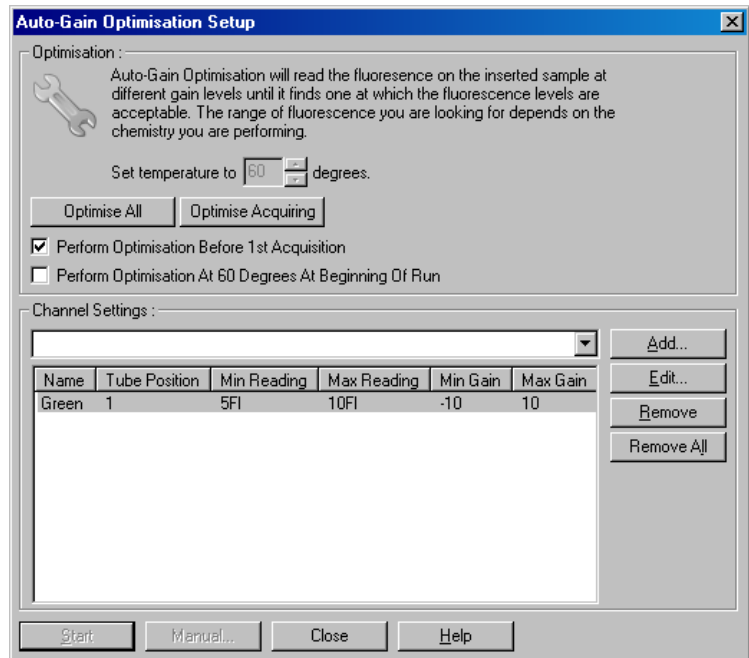 Auto-Gain Optimisation Setup
Optimisation :
Auto-Gain Optimisation will read the fluoresence on the inserted sample at
different gain levels until it finds one at which the fluorescence levels are
acceptable. The range of fluorescence you are looking for depends on the
chemistry you are performing.
Set temperature to 60 degrees.
Optimise All Optimise Acquiring
Perform Optimisation Before 1st Acquisition
Perform Optimisation At 60 Degrees At Beginning Of Run
Channel Settings :
Add...
Name Tube Position Min Reading Max Reading Min Gain Max Gain Edit...
Green 1 5Fl 10Fl -10 10
Remove
Remove All
Start Manual... Close Help